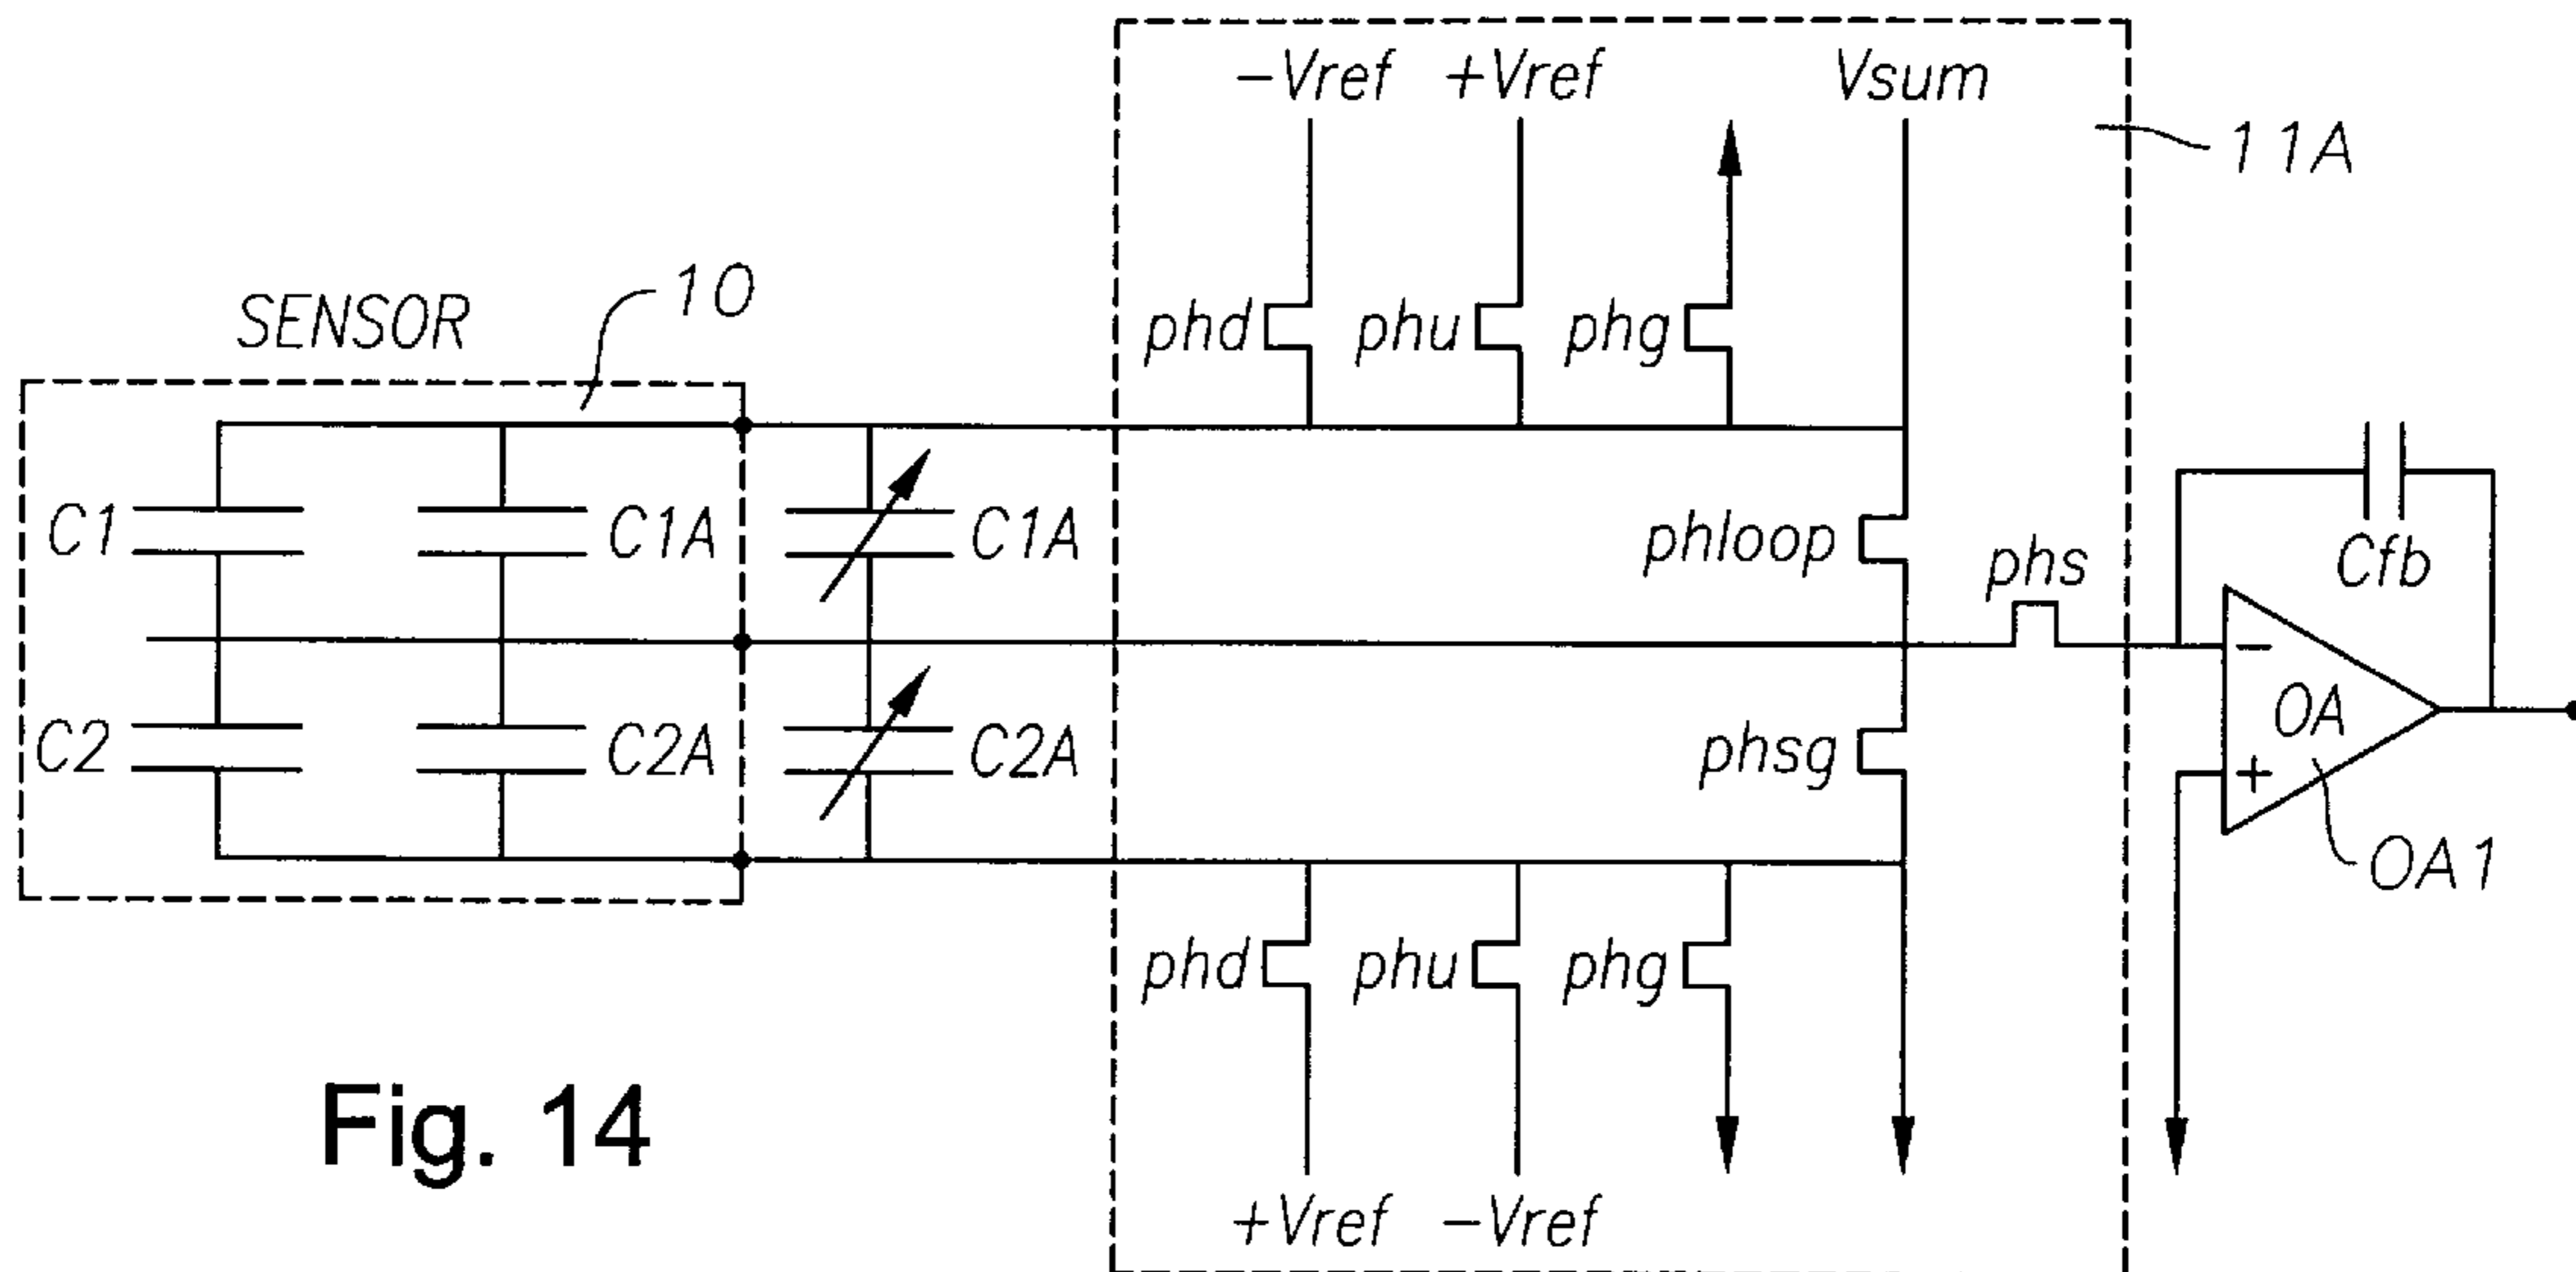 -Vref +Vref Vsum
11A
SENSOR 10
phd phu phg
C1 C1A C1A phloop phs Cfb
C2 C2A C2A phsg OA
- +
OA1
phd phu phg
+Vref -Vref
Fig. 14